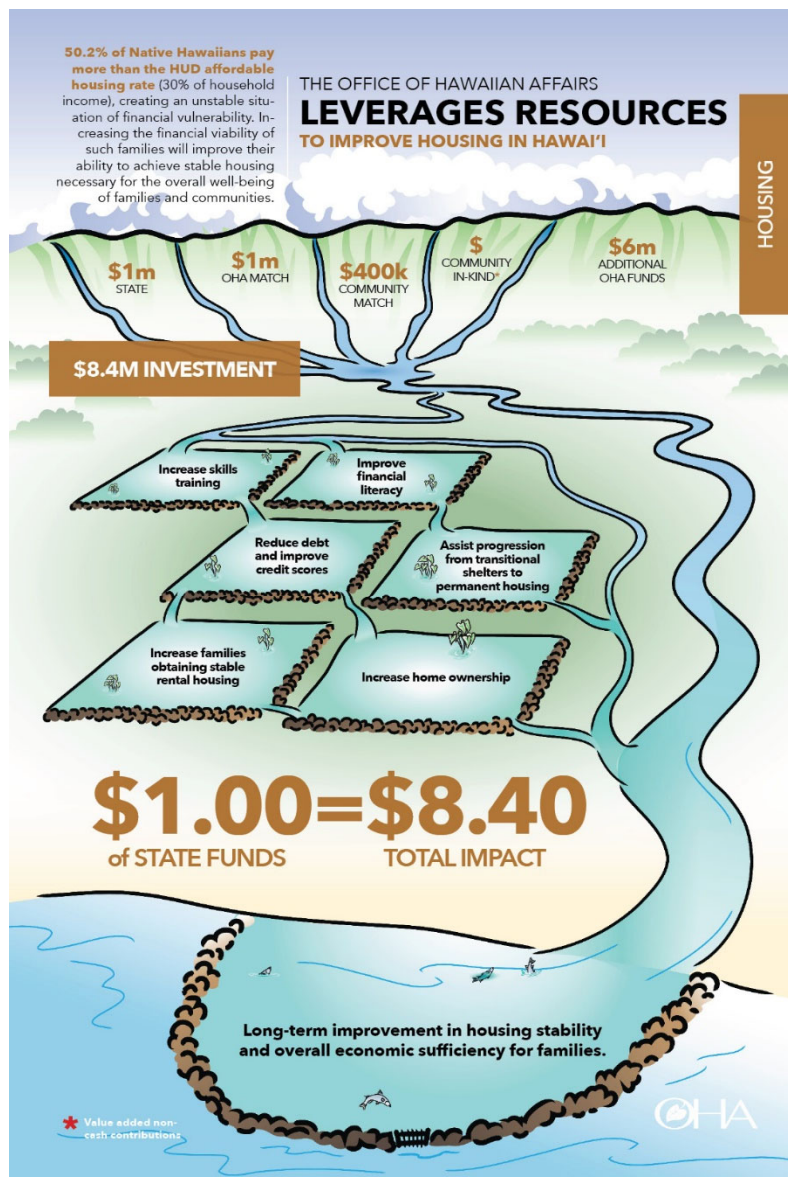 50.2% of Native Hawaiians pay
more than the HUD affordable
housing rate (30% of household
income), creating an unstable situ-
ation of financial vulnerability. In-
creasing the financial viability of
such families will improve their
ability to achieve stable housing
necessary for the overall well-being
of families and communities.
THE OFFICE OF HAWAIIAN AFFAIRS
LEVERAGES RESOURCES
TO IMPROVE HOUSING IN HAWAI‘I
HOUSING
$1m
STATE
$1m
OHA MATCH
$400k
COMMUNITY
MATCH
$
COMMUNITY
IN-KIND*
$6m
ADDITIONAL
OHA FUNDS
$8.4M INVESTMENT
Increase skills
training
Improve
financial
literacy
Reduce debt
and improve
credit scores
Assist progression
from transitional
shelters to
permanent housing
Increase families
obtaining stable
rental housing
Increase home ownership
$1.00=$8.40
of STATE FUNDS TOTAL IMPACT
Long-term improvement in housing stability
and overall economic sufficiency for families.
* Value added non-
cash contributions
OHA